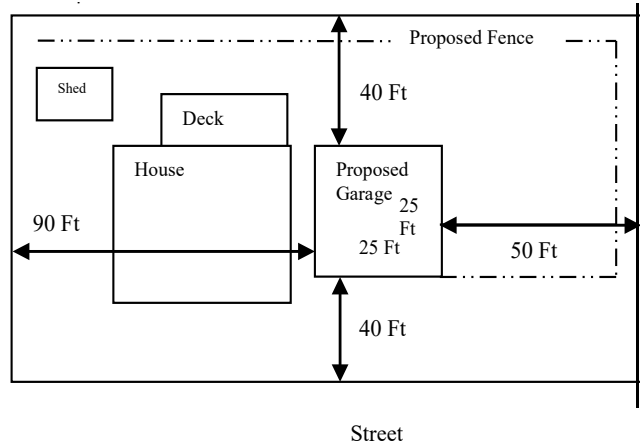 Proposed Fence
Shed
40 Ft
Deck
House
Proposed
Garage
25
Ft
25 Ft
90 Ft
50 Ft
40 Ft
Street